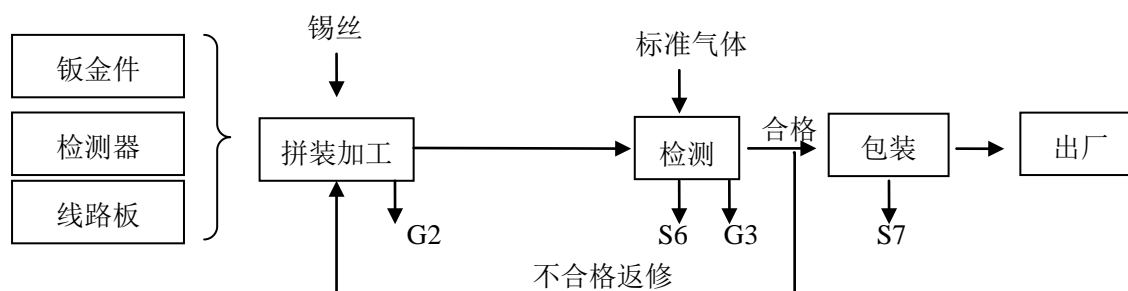 锡丝
标准气体
钣金件
检测器
线路板
拼装加工
检测
合格
包装
出厂
G2
S6
G3
S7
不合格返修